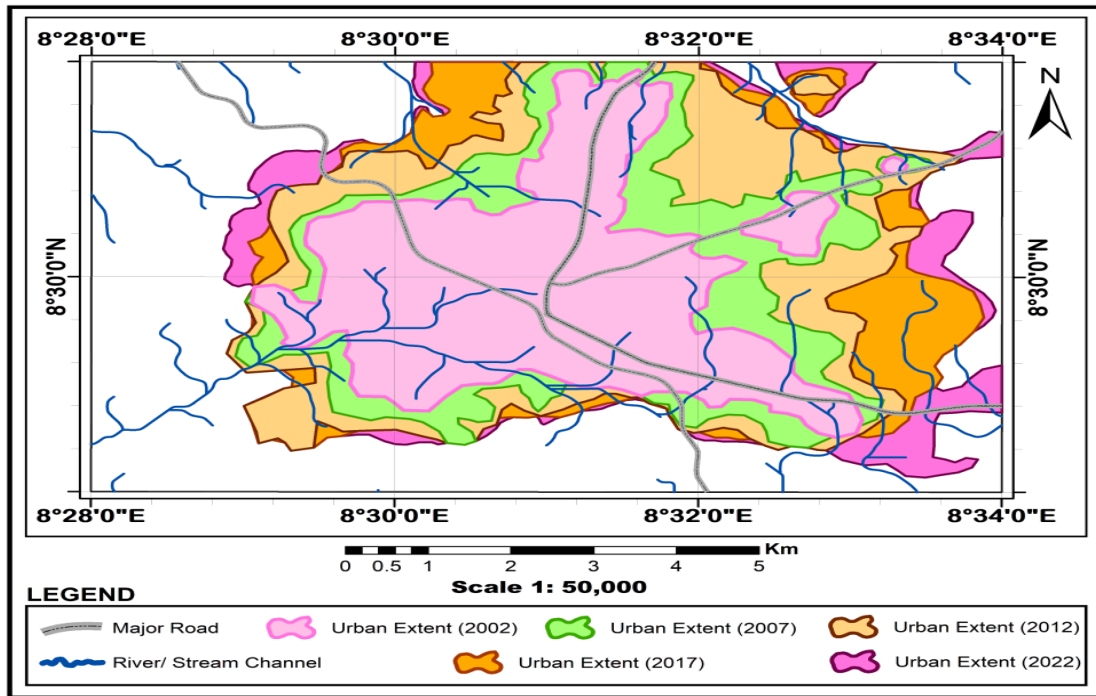 8°28'0"E 8°30'0"E 8°32'0"E 8°34'0"E
N
8°30'0"N 8°30'0"N
8°28'0"E 8°30'0"E 8°32'0"E 8°34'0"E
Km
0 0.5 1 2 3 4 5
Scale 1: 50,000
LEGEND
Major Road Urban Extent (2002) Urban Extent (2007) Urban Extent (2012)
River/ Stream Channel Urban Extent (2017) Urban Extent (2022)